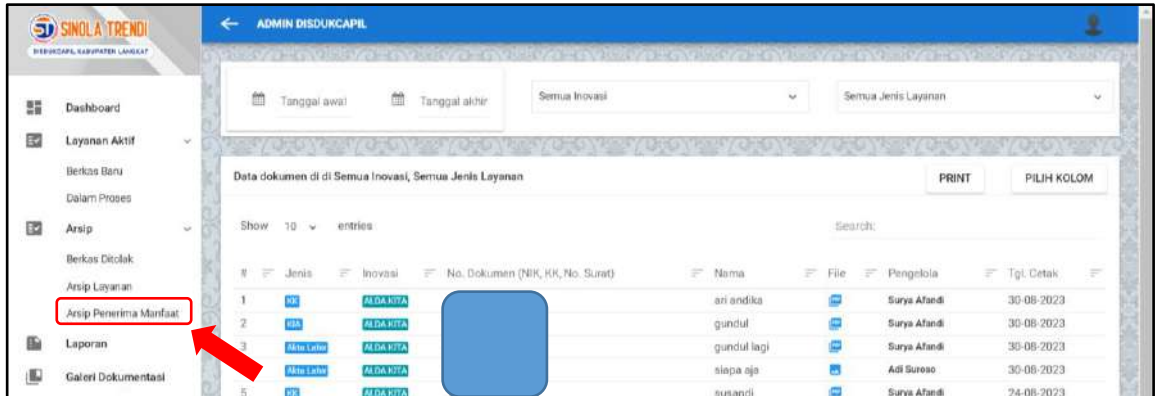 SINOLA TRENDI
DISDUKCAPIL KABUPATEN LANGKAT
ADMIN DISDUKCAPIL
Dashboard
Layanan Aktif
Berkas Baru
Dalam Proses
Arsip
Berkas Ditolak
Arsip Layanan
Arsip Penerima Manfaat
Laporan
Galeri Dokumentasi
Tanggal awal Tanggal akhir Semua Inovasi Semua Jenis Layanan
Data dokumen di di Semua Inovasi, Semua Jenis Layanan PRINT PILIH KOLOM
Show 10 entries Search:
# Jenis Inovasi No. Dokumen (NIK, KK, No. Surat) Nama File Pengelola Tgl. Cetak
1 KK ALDA KITA ari andika Surya Afandi 30-08-2023
2 KIA ALDA KITA gundul Surya Afandi 30-08-2023
3 Akta Lahir ALDA KITA gundul lagi Surya Afandi 30-08-2023
Akta Lahir ALDA KITA siapa aja Adi Suroso 30-08-2023
5 KK ALDA KITA susandi Surya Afandi 24-08-2023